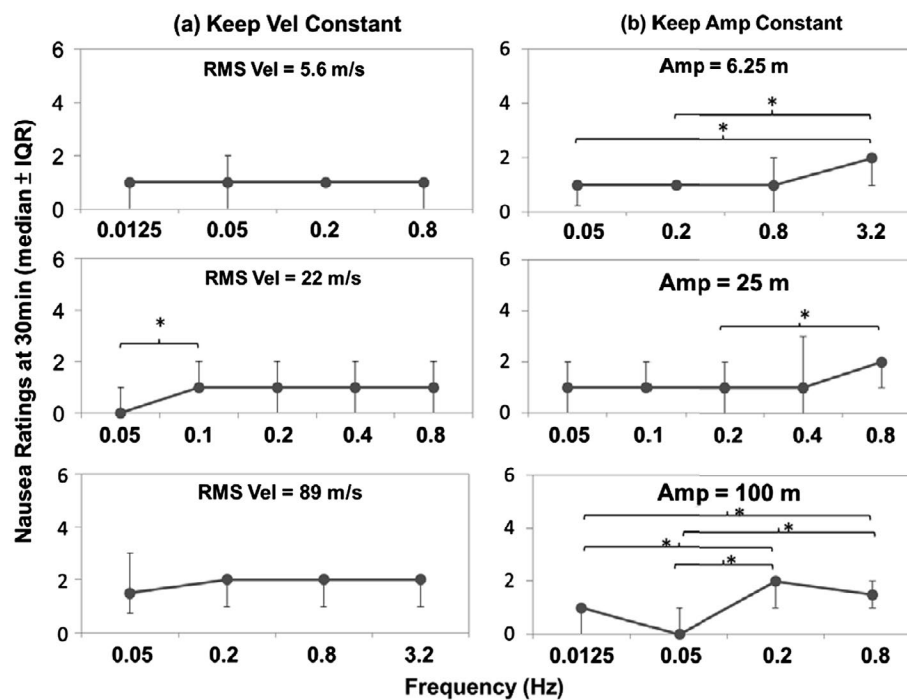 (a) Keep Vel Constant
(b) Keep Amp Constant
Nausea Ratings at 30min (median ± IQR)
RMS Vel = 5.6 m/s
6
4
2
0
0.0125 0.05 0.2 0.8
Amp = 6.25 m
6
4
2
0
*
*
0.05 0.2 0.8 3.2
RMS Vel = 22 m/s
6
4
2
0
*
0.05 0.1 0.2 0.4 0.8
Amp = 25 m
6
4
2
0
*
0.05 0.1 0.2 0.4 0.8
RMS Vel = 89 m/s
6
4
2
0
0.05 0.2 0.8 3.2
Amp = 100 m
6
4
2
0
*
*
*
*
0.0125 0.05 0.2 0.8
Frequency (Hz)